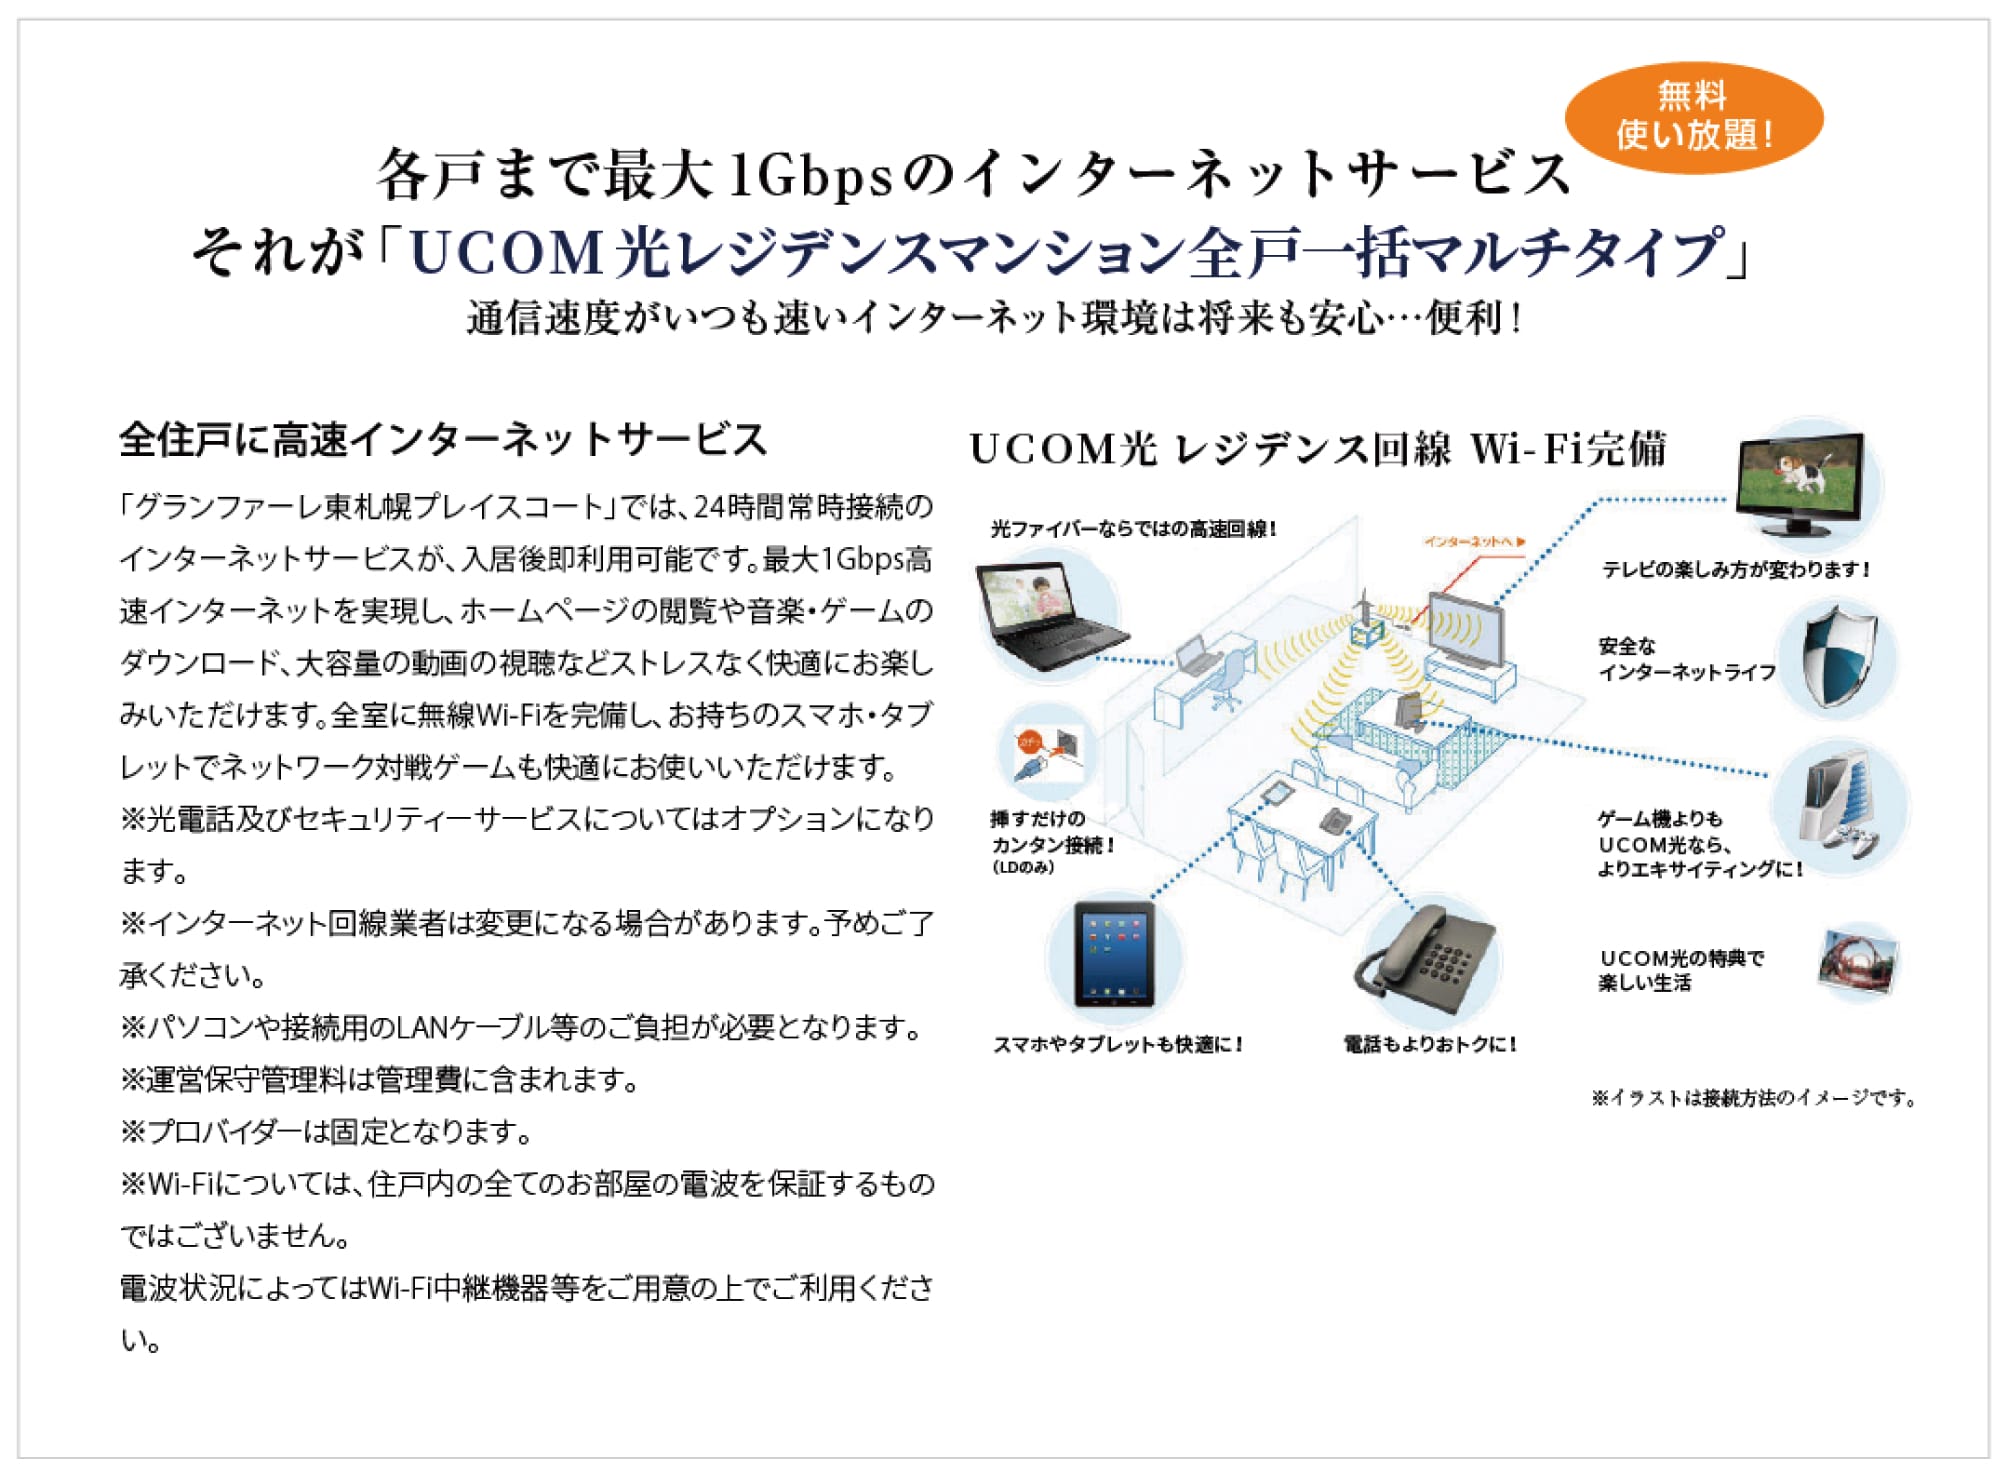 無料
使い放題!
各戸まで最大1Gbpsのインターネットサービス
それが「UCOM光レジデンスマンション全戸一括マルチタイプ」
通信速度がいつも速いインターネット環境は将来も安心…便利!
全住戸に高速インターネットサービス
「グランファーレ東札幌プレイスコート」では、24時間常時接続の
インターネットサービスが、入居後即利用可能です。最大1Gbps高
速インターネットを実現し、ホームページの閲覧や音楽・ゲームの
ダウンロード、大容量の動画の視聴などストレスなく快適にお楽し
みいただけます。全室に無線Wi-Fiを完備し、お持ちのスマホ・タブ
レットでネットワーク対戦ゲームも快適にお使いいただけます。
※光電話及びセキュリティーサービスについてはオプションになり
ます。
※インターネット回線業者は変更になる場合があります。予めご了
承ください。
※パソコンや接続用のLANケーブル等のご負担が必要となります。
※運営保守管理料は管理費に含まれます。
※プロバイダーは固定となります。
※Wi-Fiについては、住戸内の全てのお部屋の電波を保証するもの
ではございません。
電波状況によってはWi-Fi中継機器等をご用意の上でご利用くださ
い。
UCOM光 レジデンス回線 Wi-Fi完備
光ファイバーならではの高速回線!
インターネットへ▶
テレビの楽しみ方が変わります!
安全な
インターネットライフ
挿すだけの
カンタン接続!
(LDのみ)
ゲーム機よりも
UCOM光なら、
よりエキサイティングに!
UCOM光の特典で
楽しい生活
スマホやタブレットも快適に!
電話もよりおトクに!
※イラストは接続方法のイメージです。